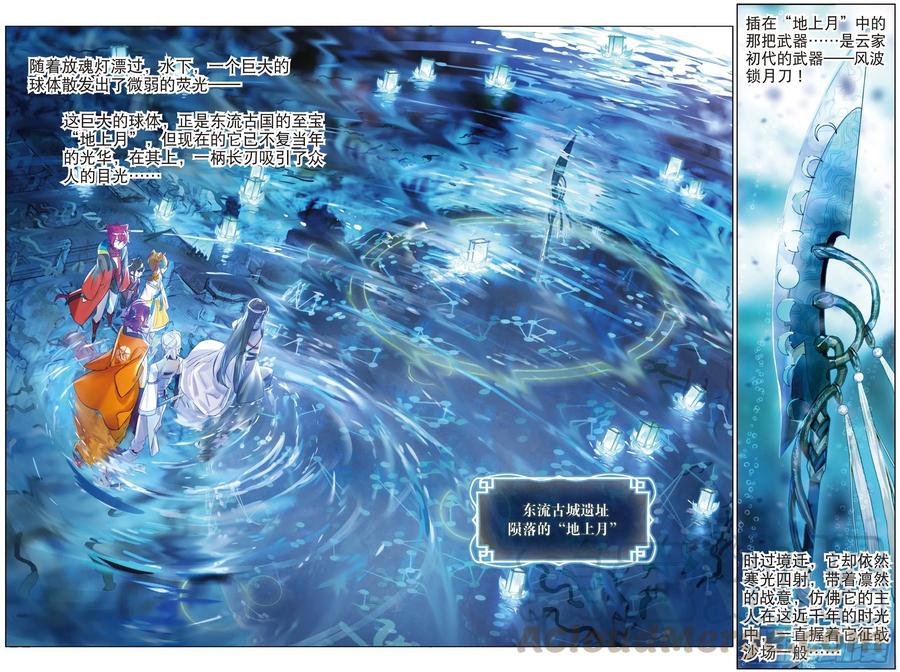 随着放魂灯漂过，水下，一个巨大的
球体散发出了微弱的荧光——
这巨大的球体，正是东流古国的至宝
“地上月”，但现在的它已不复当年
的光华，在其上，一柄长刃吸引了众
人的目光……
东流古城遗址
陨落的“地上月”
插在“地上月”中的
那把武器……是云家
初代的武器——风波
锁月刀！
时过境迁，它却依然
寒光四射，带着凛然
的战意，仿佛它的主
人在这近千年的时光
中，一直握着它征战
沙场一般……